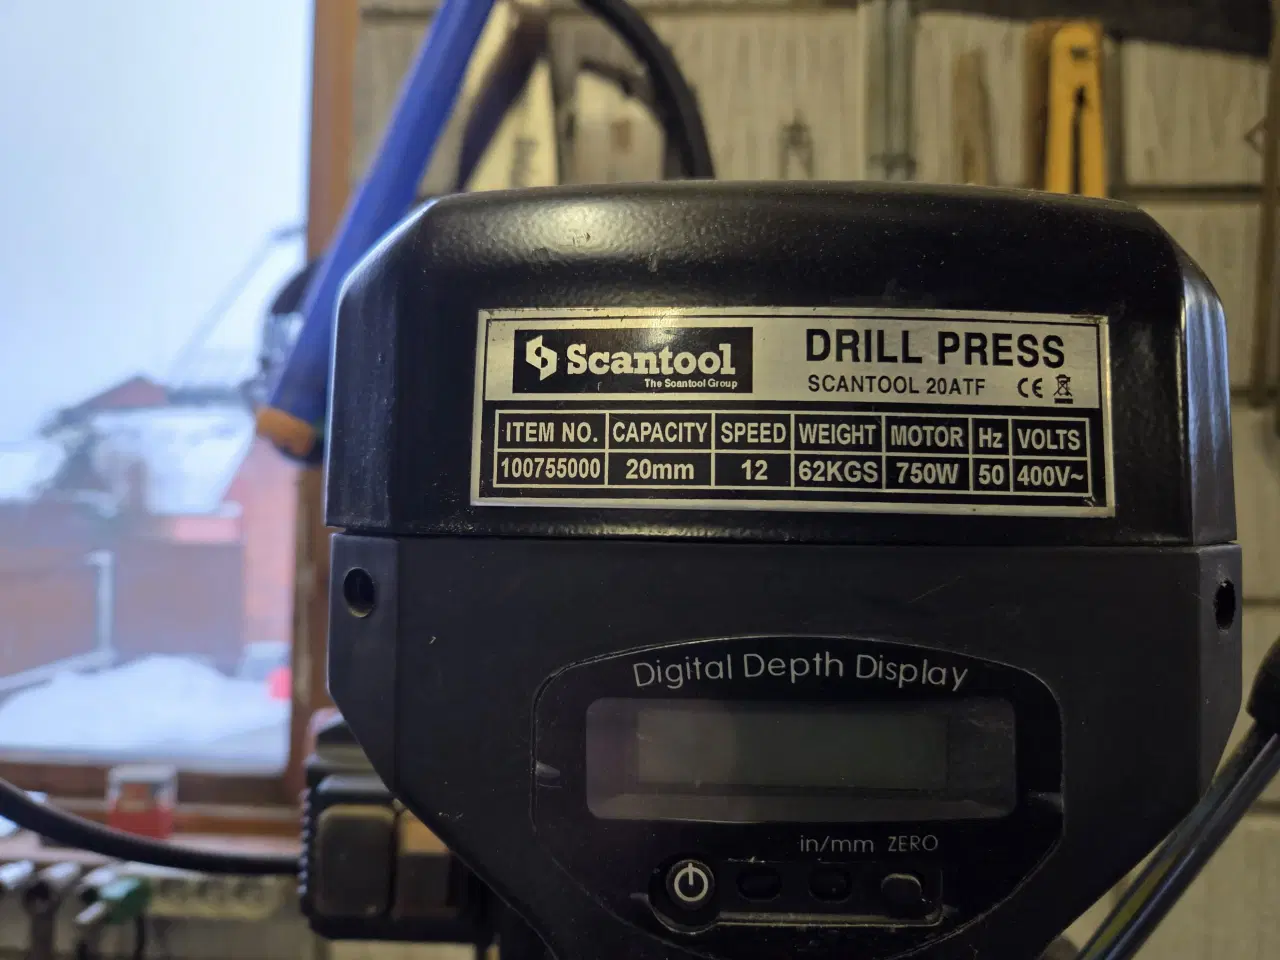 Scantool
The Scantool Group
DRILL PRESS
SCANTOOL 20ATF CE
ITEM NO. CAPACITY SPEED WEIGHT MOTOR Hz VOLTS
100755000 20mm 12 62KGS 750W 50 400V~
Digital Depth Display
in/mm ZERO